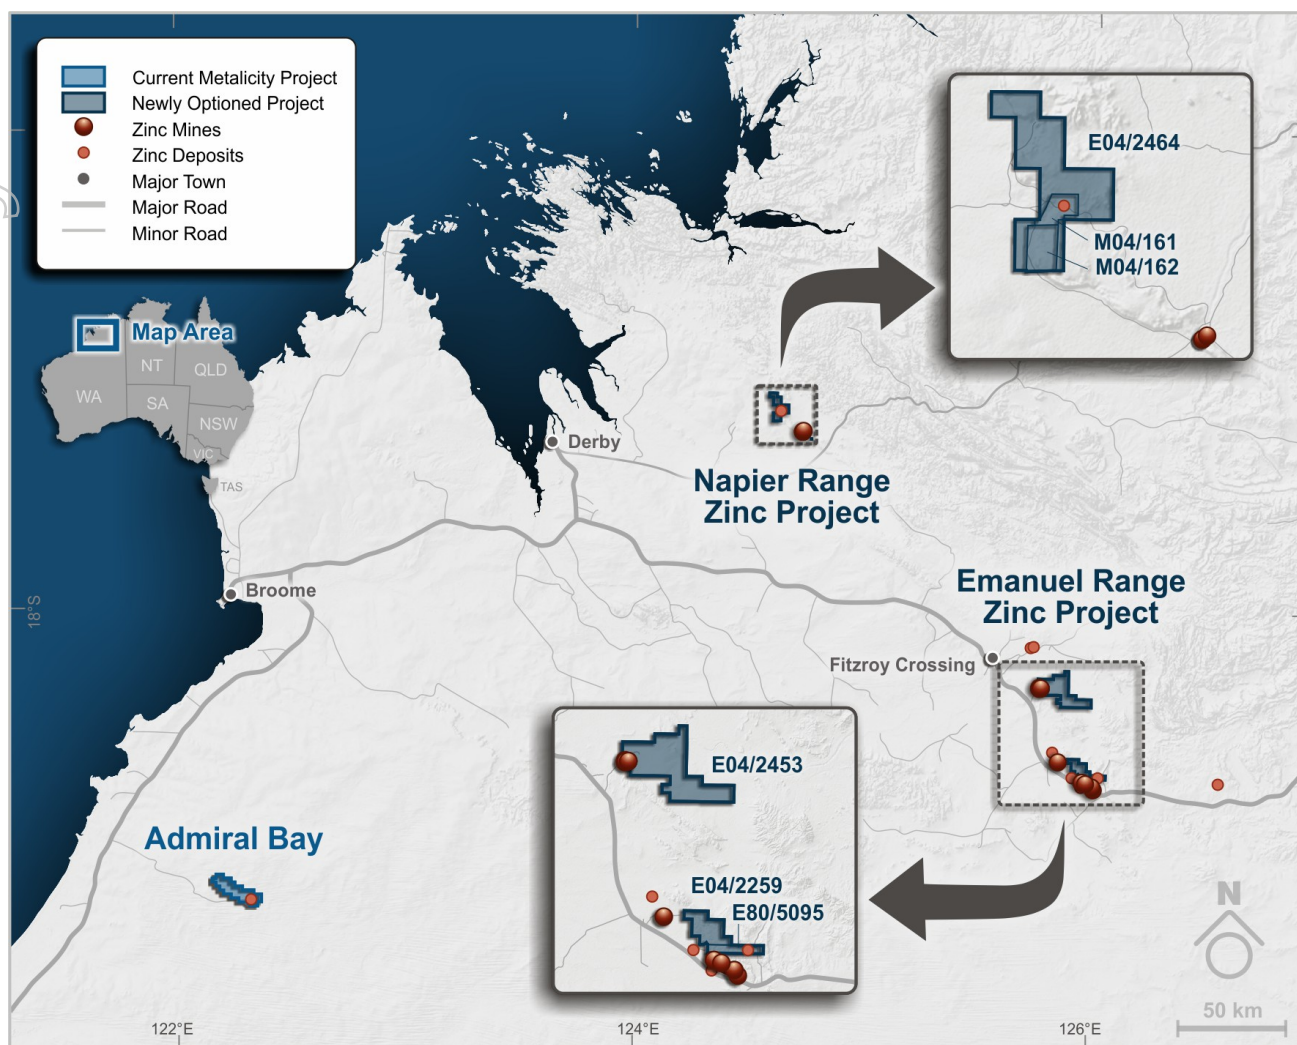 Current Metalicity Project
Newly Optioned Project
Zinc Mines
Zinc Deposits
Major Town
Major Road
Minor Road
Map Area
WA
NT
QLD
SA
NSW
VIC
TAS
E04/2464
M04/161
M04/162
Derby
Napier Range
Zinc Project
Broome
18°S
Emanuel Range
Zinc Project
Fitzroy Crossing
E04/2453
E04/2259
E80/5095
Admiral Bay
N
50 km
122°E
124°E
126°E